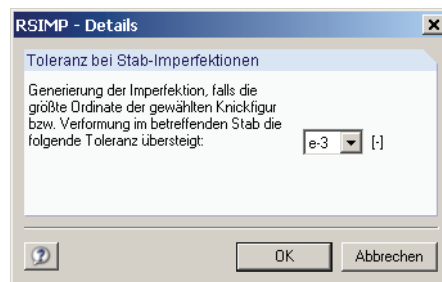 RSIMP - Details
Toleranz bei Stab-Imperfektionen
Generierung der Imperfektion, falls die
größte Ordinate der gewählten Knickfigur
bzw. Verformung im betreffenden Stab die
folgende Toleranz übersteigt:
e-3 [-]
OK Abbrechen